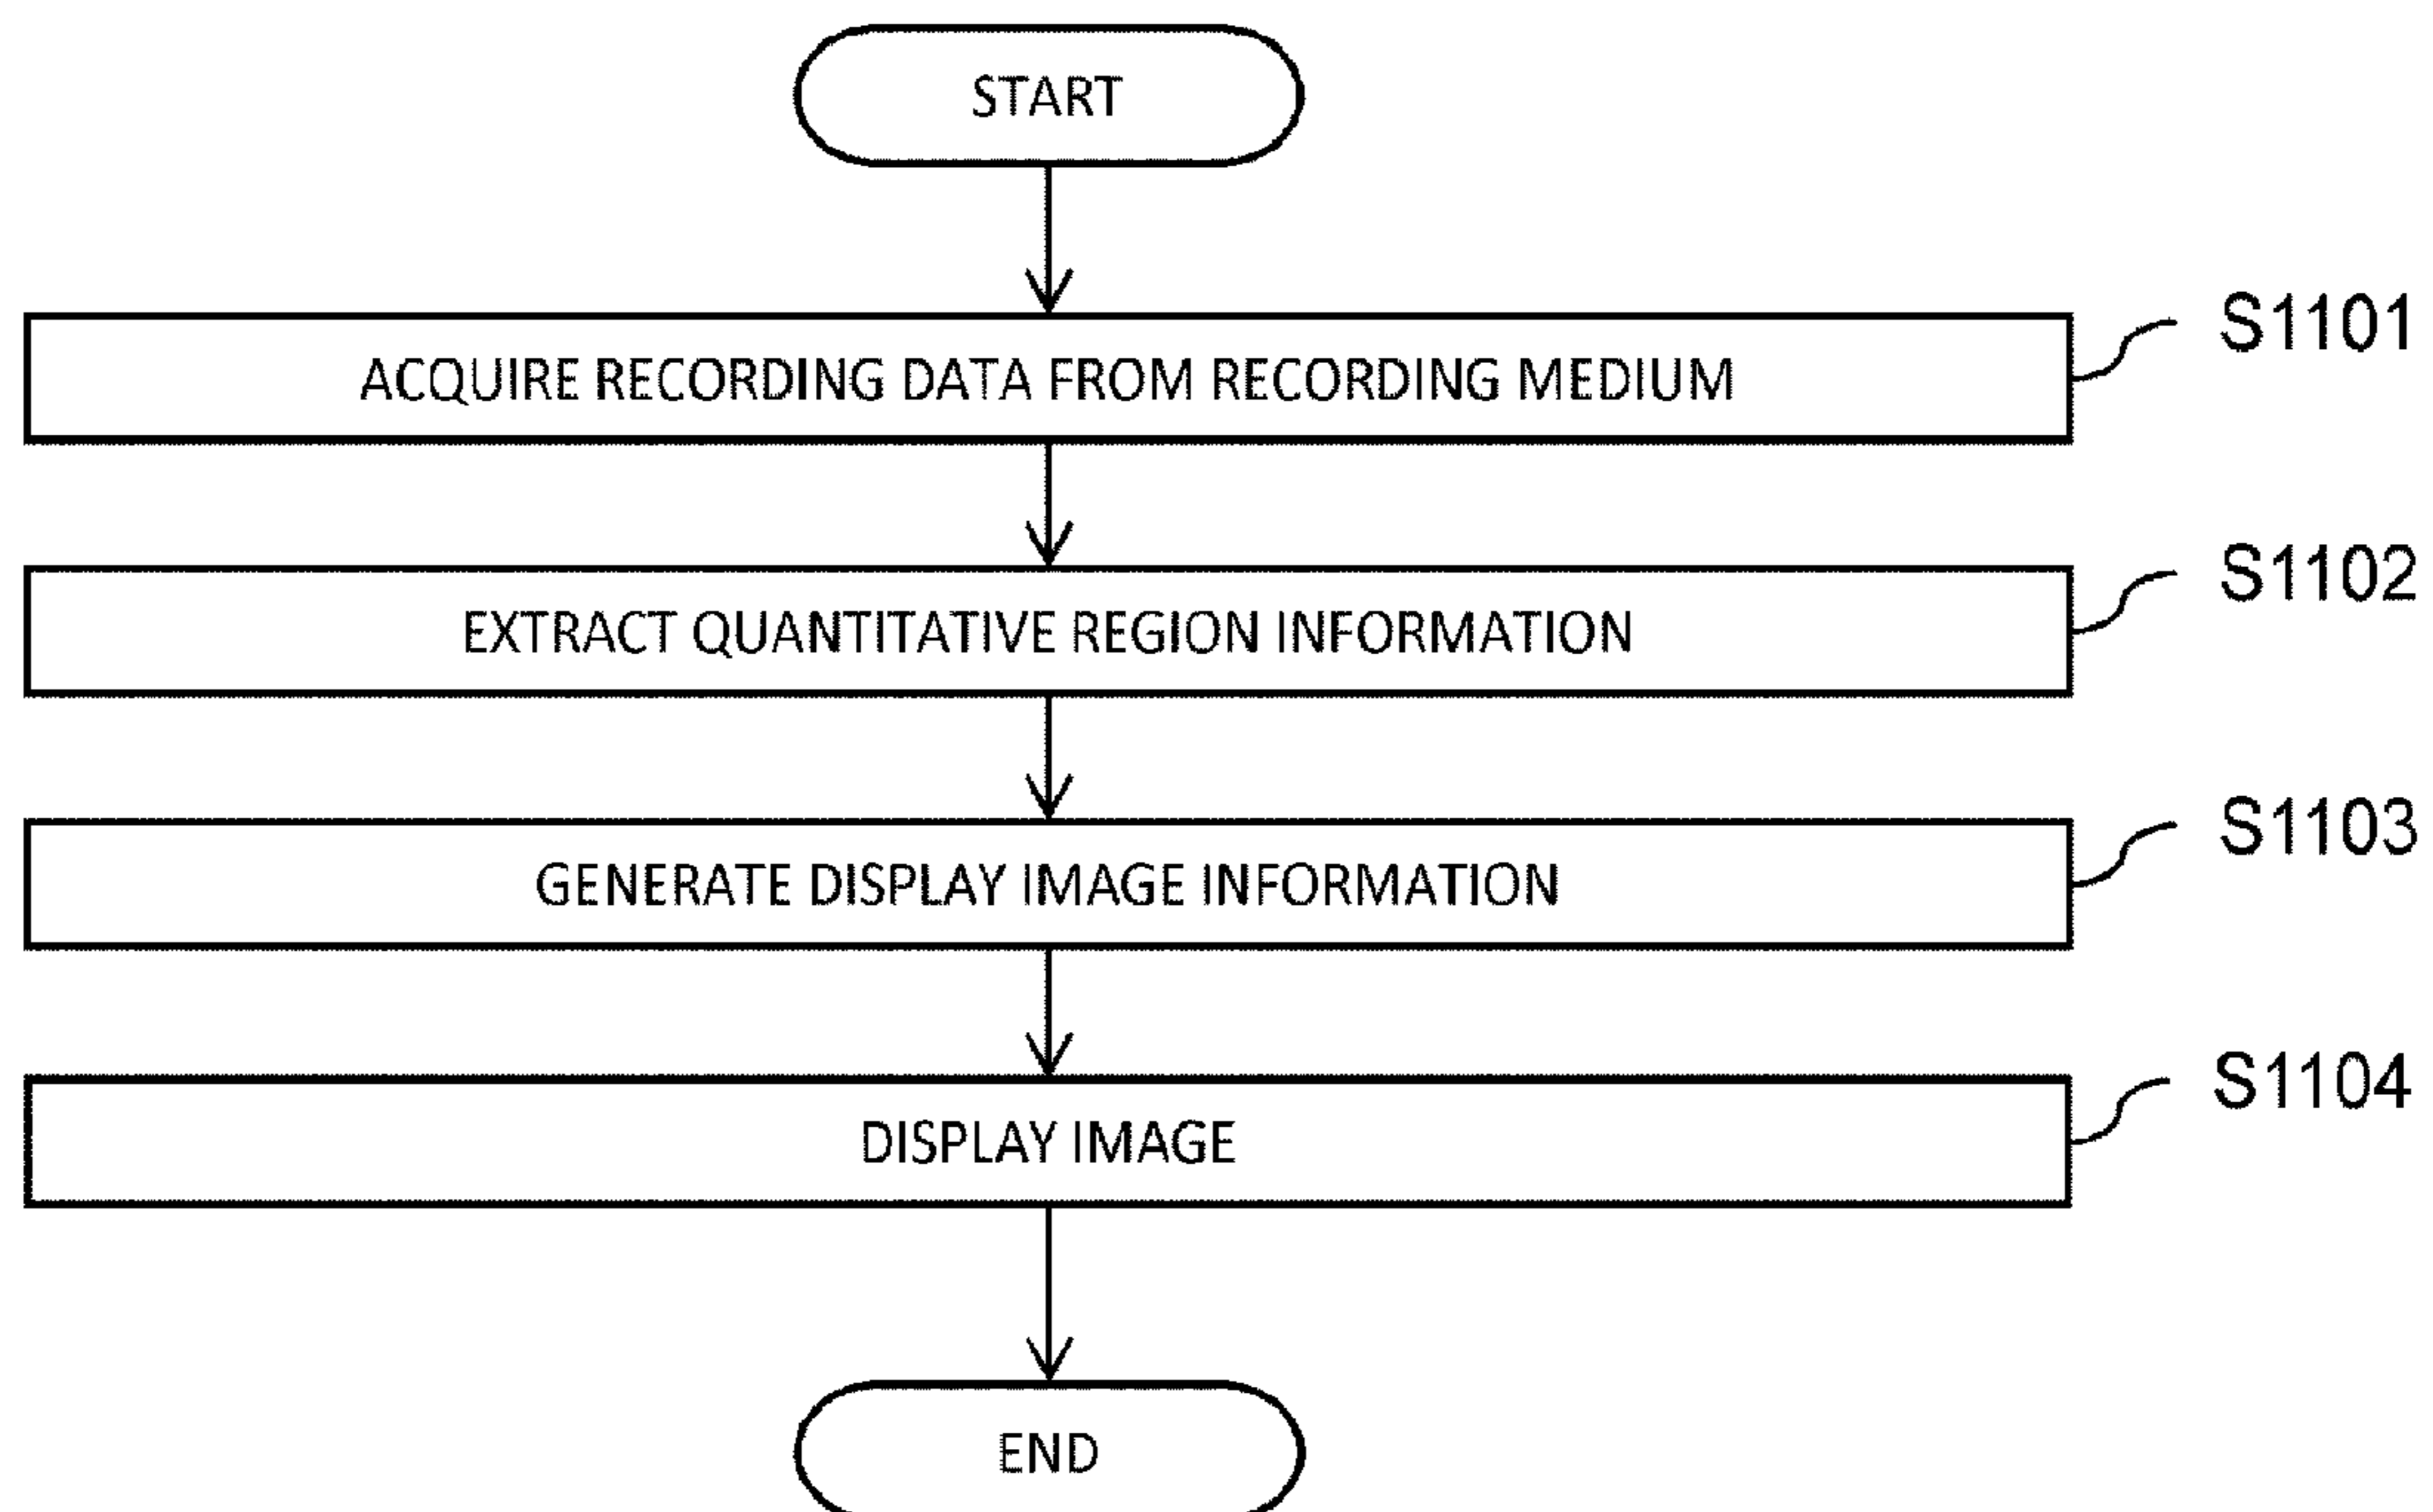 START
ACQUIRE RECORDING DATA FROM RECORDING MEDIUM
S1101
EXTRACT QUANTITATIVE REGION INFORMATION
S1102
GENERATE DISPLAY IMAGE INFORMATION
S1103
DISPLAY IMAGE
S1104
END